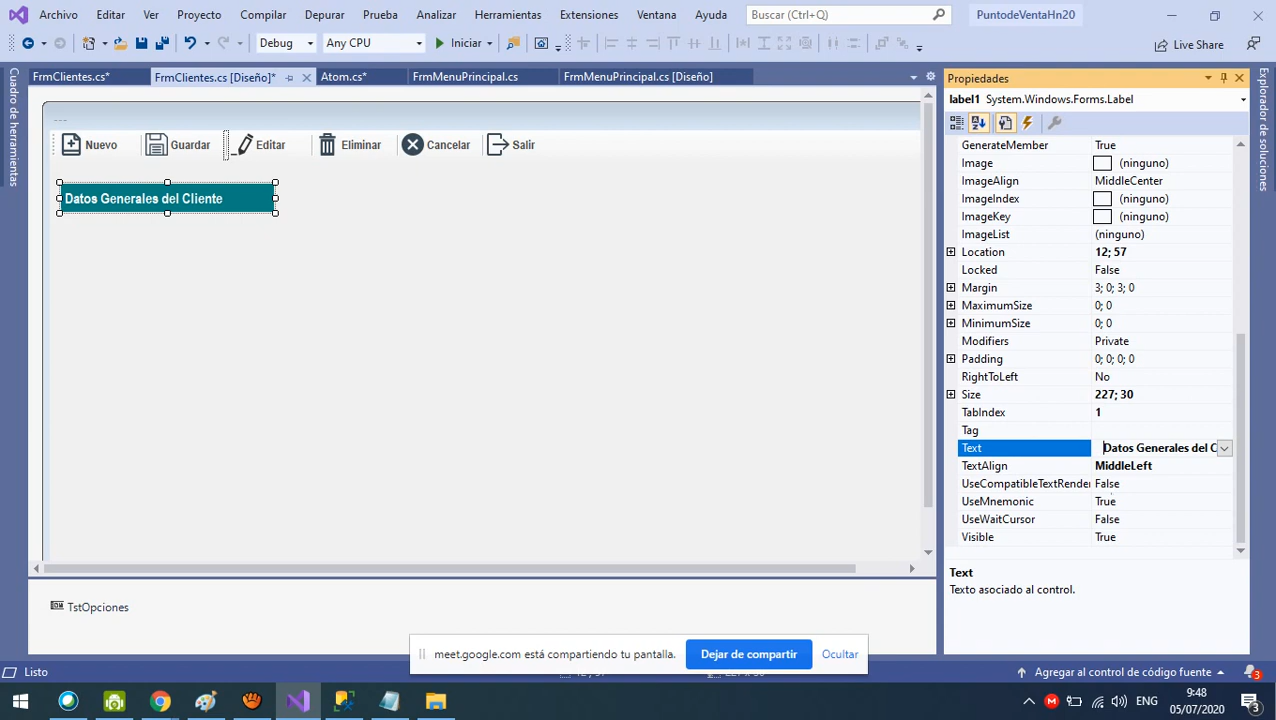 Archivo Editar Ver Proyecto Compilar Depurar Prueba Analizar Herramientas Extensiones Ventana Ayuda Buscar (Ctrl+Q) PuntodeVentaHn20
Debug Any CPU Iniciar Live Share
FrmClientes.cs* FrmClientes.cs [Diseño]* Atom.cs* FrmMenuPrincipal.cs FrmMenuPrincipal.cs [Diseño]
Cuadro de herramientas
Nuevo Guardar Editar Eliminar Cancelar Salir
Datos Generales del Cliente
TstOpciones
Propiedades
label1 System.Windows.Forms.Label
GenerateMember True
Image (ninguno)
ImageAlign MiddleCenter
ImageIndex (ninguno)
ImageKey (ninguno)
ImageList (ninguno)
Location 12; 57
Locked False
Margin 3; 0; 3; 0
MaximumSize 0; 0
MinimumSize 0; 0
Modifiers Private
Padding 0; 0; 0; 0
RightToLeft No
Size 227; 30
TabIndex 1
Tag
Text Datos Generales del C
TextAlign MiddleLeft
UseCompatibleTextRender False
UseMnemonic True
UseWaitCursor False
Visible True
Text
Texto asociado al control.
Explorador de soluciones
meet.google.com está compartiendo tu pantalla. Dejar de compartir Ocultar
Listo Agregar al control de código fuente 3
ENG 9:48
05/07/2020 3